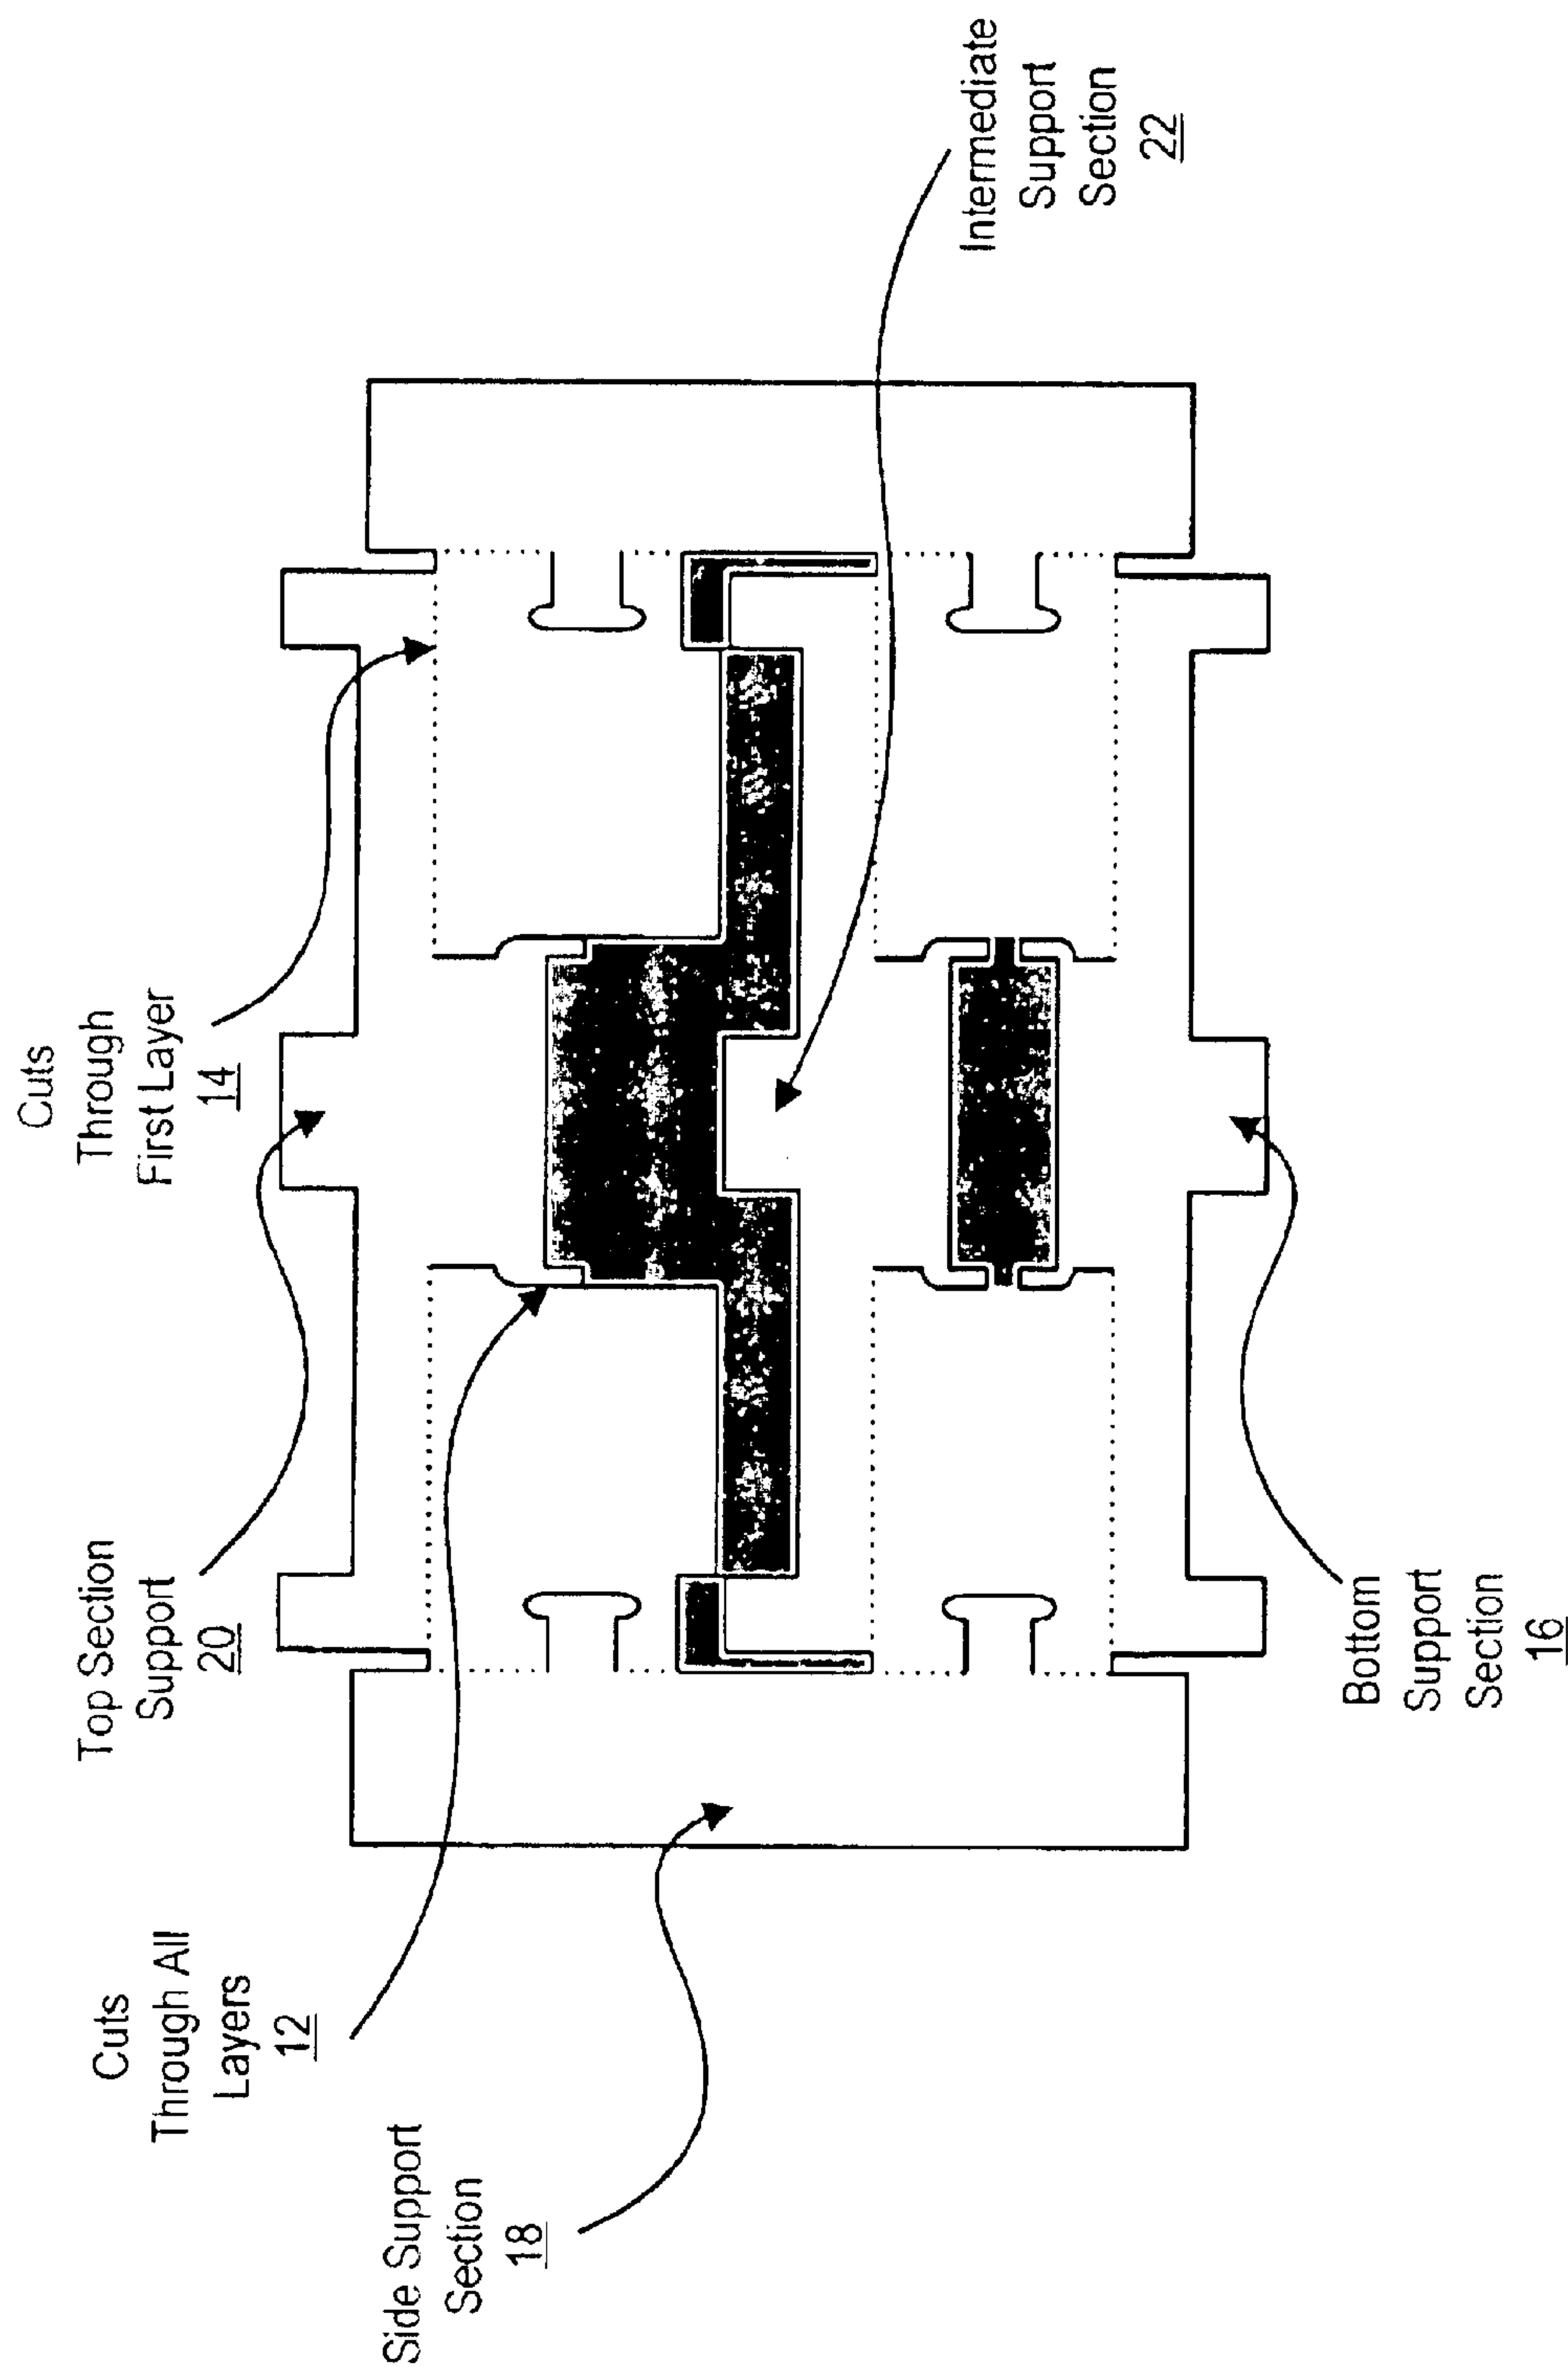 Cuts
Through All
Layers
12
Side Support
Section
18
Top Section
Support
20
Cuts
Through
First Layer
14
Bottom
Support
Section
16
Intermediate
Support
Section
22